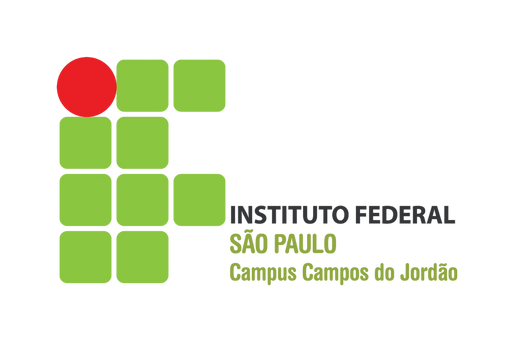 INSTITUTO FEDERAL
SÃO PAULO
Campus Campos do Jordão